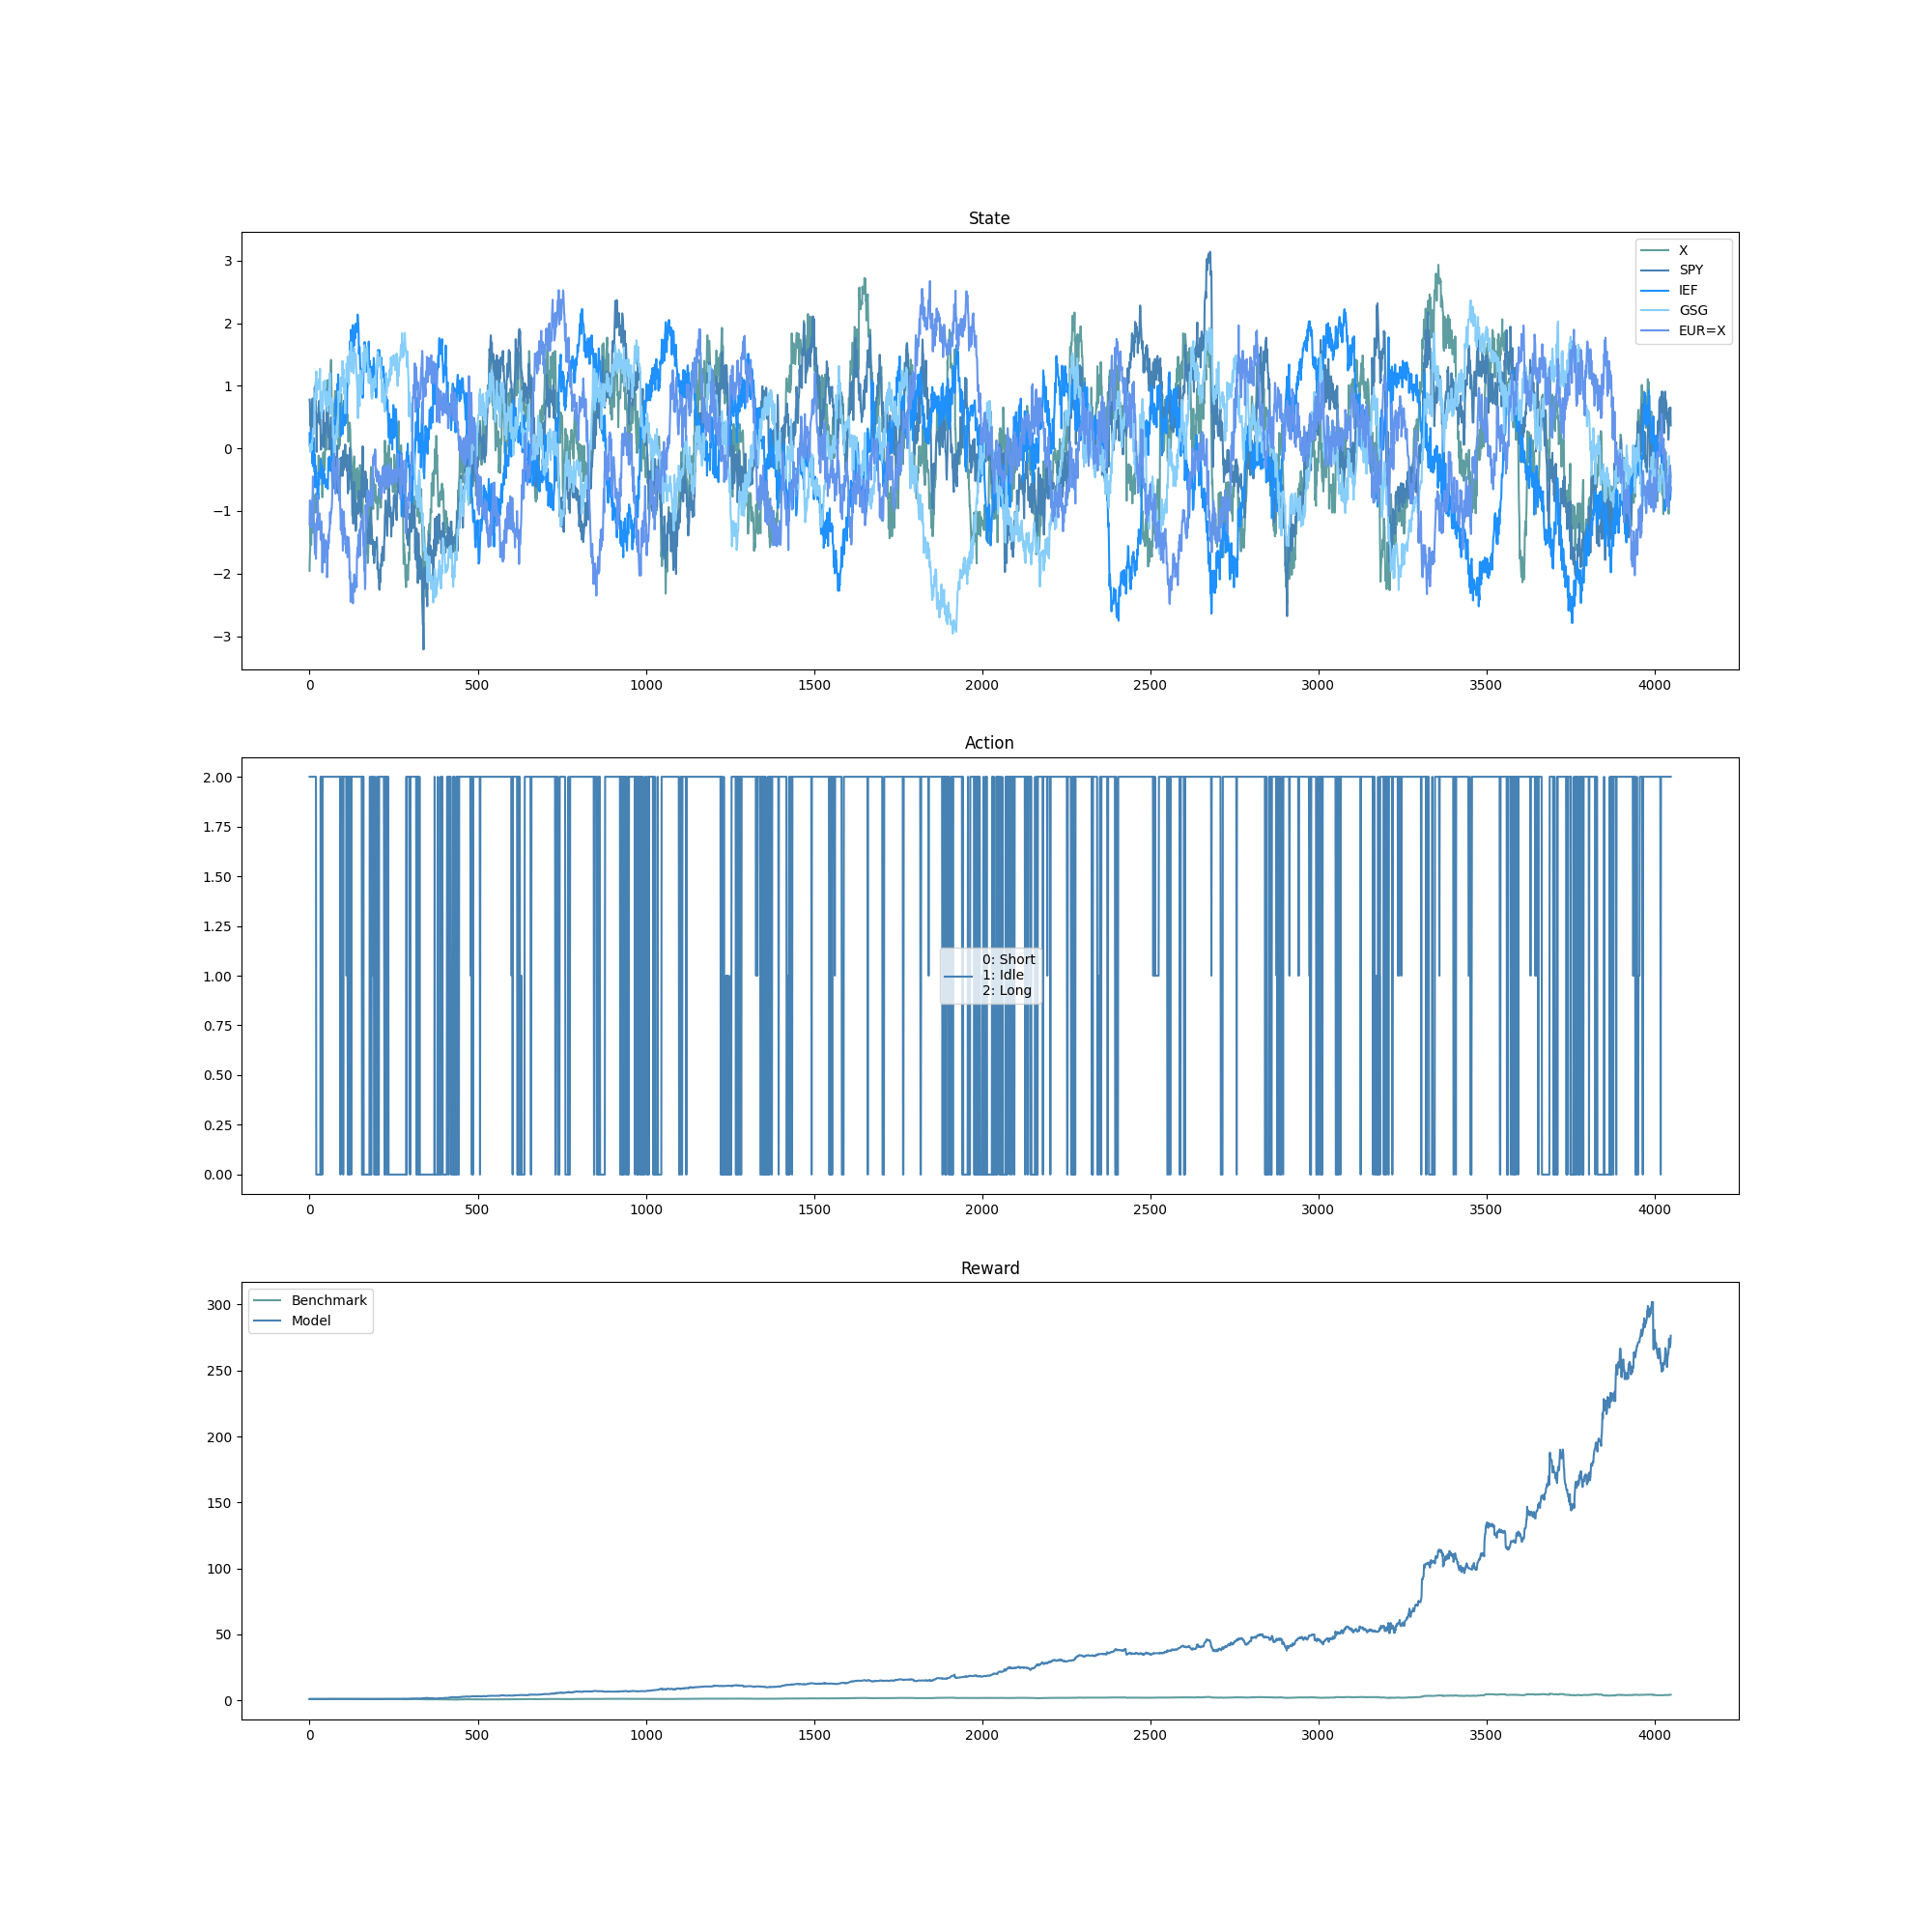 State
3
2
1
0
−1
−2
−3
X
SPY
IEF
GSG
EUR=X
0 500 1000 1500 2000 2500 3000 3500 4000
Action
2.00
1.75
1.50
1.25
1.00
0.75
0.50
0.25
0.00
0: Short
1: Idle
2: Long
0 500 1000 1500 2000 2500 3000 3500 4000
Reward
300
250
200
150
100
50
0
Benchmark
Model
0 500 1000 1500 2000 2500 3000 3500 4000